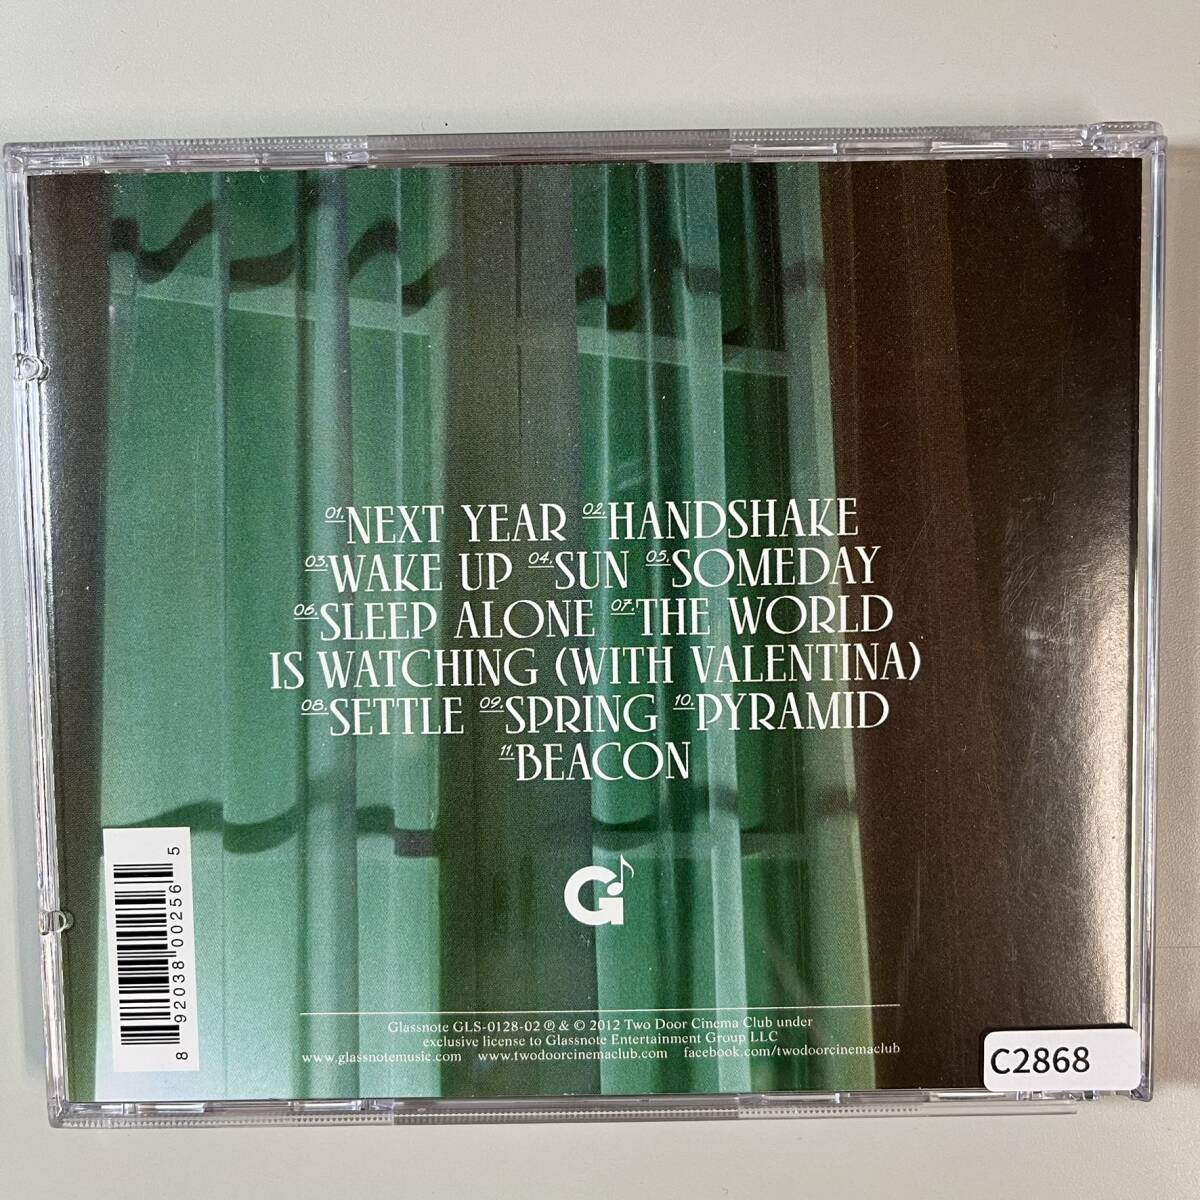 01. NEXT YEAR 02. HANDSHAKE
03. WAKE UP 04. SUN 05. SOMEDAY
06. SLEEP ALONE 07. THE WORLD
IS WATCHING (WITH VALENTINA)
08. SETTLE 09. SPRING 10. PYRAMID
11. BEACON
G
8 92038 00256 5
Glassnote GLS-0128-02 ℗ & © 2012 Two Door Cinema Club under
exclusive license to Glassnote Entertainment Group LLC
www.glassnotemusic.com www.twodoorcinemaclub.com facebook.com/twodoorcinemaclub
C2868